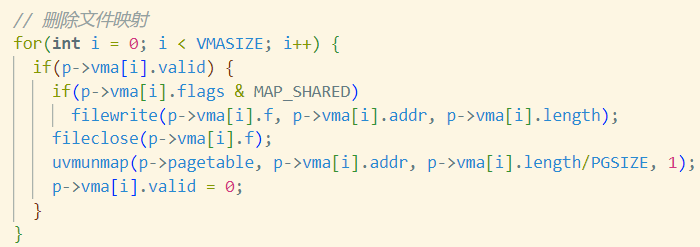 // 删除文件映射
for(int i = 0; i < VMASIZE; i++) {
if(p->vma[i].valid) {
if(p->vma[i].flags & MAP_SHARED)
filewrite(p->vma[i].f, p->vma[i].addr, p->vma[i].length);
fileclose(p->vma[i].f);
uvmunmap(p->pagetable, p->vma[i].addr, p->vma[i].length/PGSIZE, 1);
p->vma[i].valid = 0;
}
}